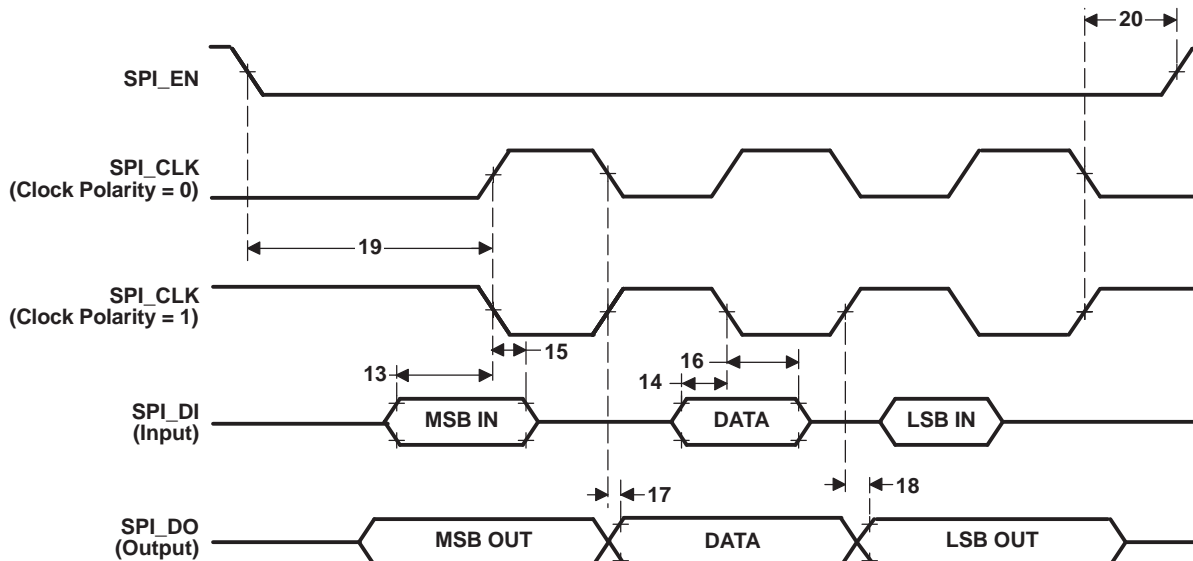 20
SPI_EN
SPI_CLK
(Clock Polarity = 0)
19
SPI_CLK
(Clock Polarity = 1)
15
16
13
14
SPI_DI
(Input)
MSB IN
DATA
LSB IN
17
18
SPI_DO
(Output)
MSB OUT
DATA
LSB OUT